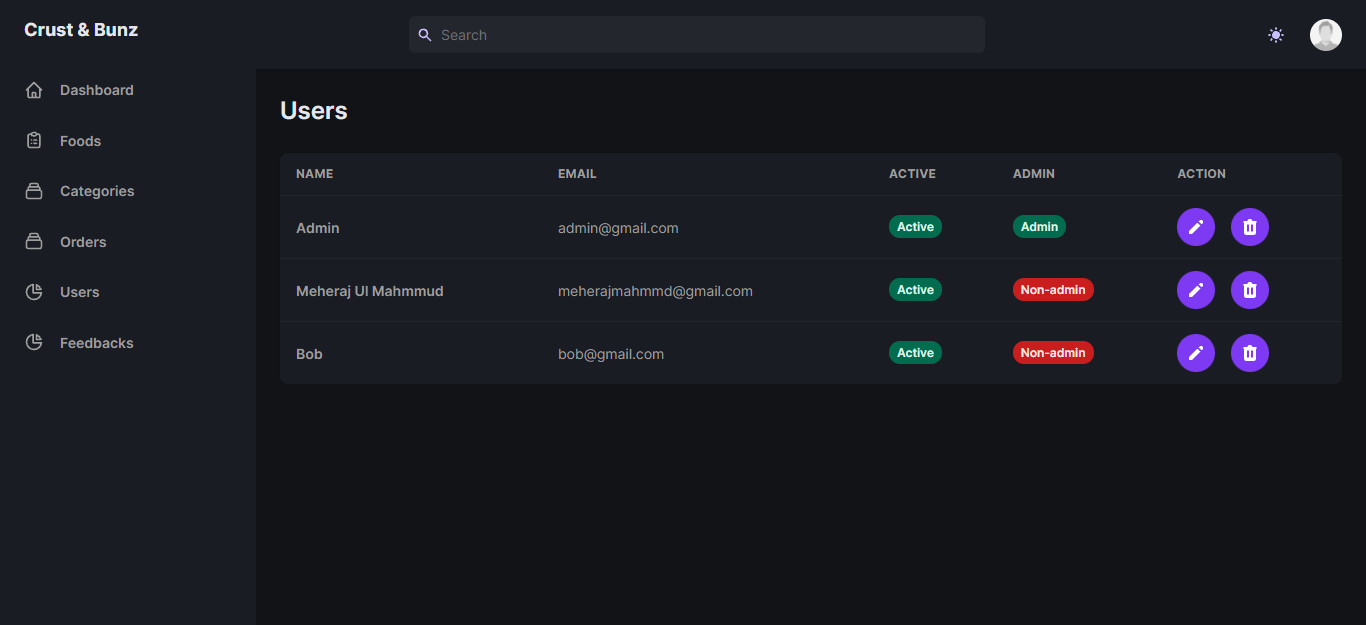 Crust & Bunz
Search
Dashboard
Foods
Categories
Orders
Users
Feedbacks
Users
NAME EMAIL ACTIVE ADMIN ACTION
Admin admin@gmail.com Active Admin
Meheraj Ul Mahmmud meherajmahmmd@gmail.com Active Non-admin
Bob bob@gmail.com Active Non-admin